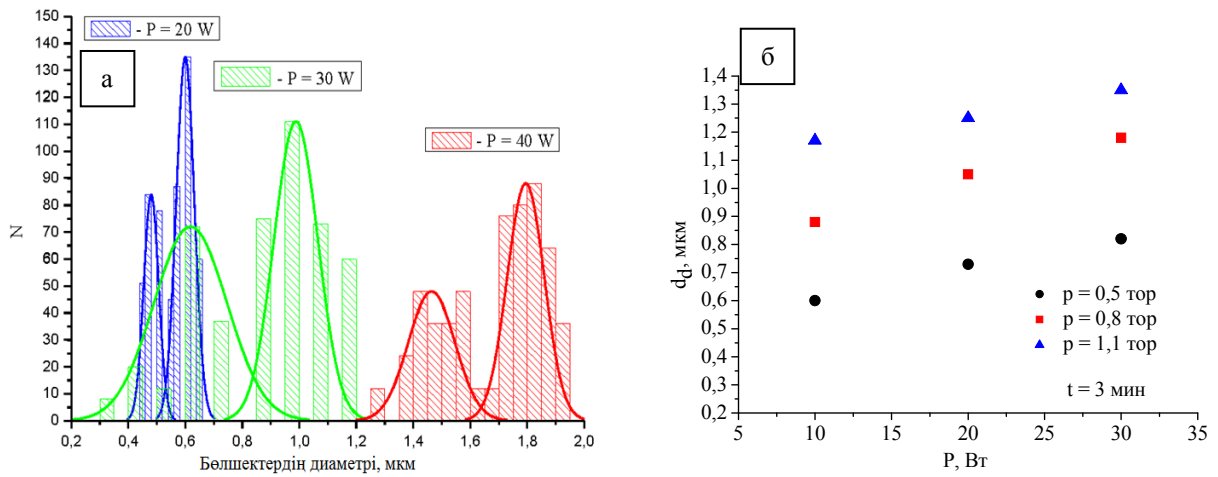 а
- P = 20 W
- P = 30 W
- P = 40 W
N
150
140
130
120
110
100
90
80
70
60
50
40
30
20
10
0
0,2 0,4 0,6 0,8 1,0 1,2 1,4 1,6 1,8 2,0
Бөлшектердің диаметрі, мкм
б
d_d, мкм
1,4
1,3
1,2
1,1
1,0
0,9
0,8
0,7
0,6
0,5
0,4
0,3
0,2
p = 0,5 тор
p = 0,8 тор
p = 1,1 тор
t = 3 мин
5 10 15 20 25 30 35
P, Вт